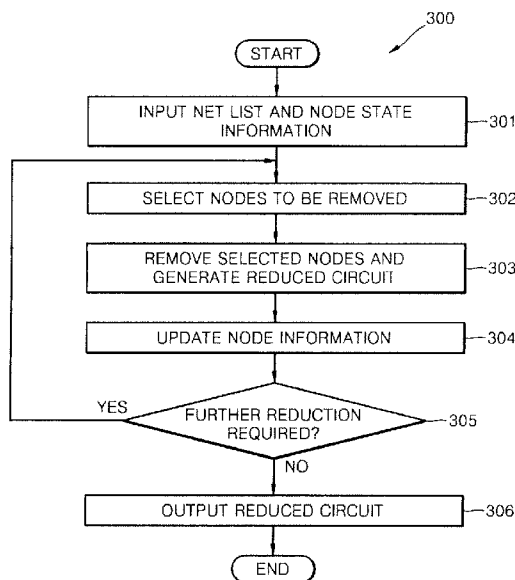 300
START
INPUT NET LIST AND NODE STATE
INFORMATION
301
SELECT NODES TO BE REMOVED
302
REMOVE SELECTED NODES AND
GENERATE REDUCED CIRCUIT
303
UPDATE NODE INFORMATION
304
YES
FURTHER REDUCTION
REQUIRED?
305
NO
OUTPUT REDUCED CIRCUIT
306
END